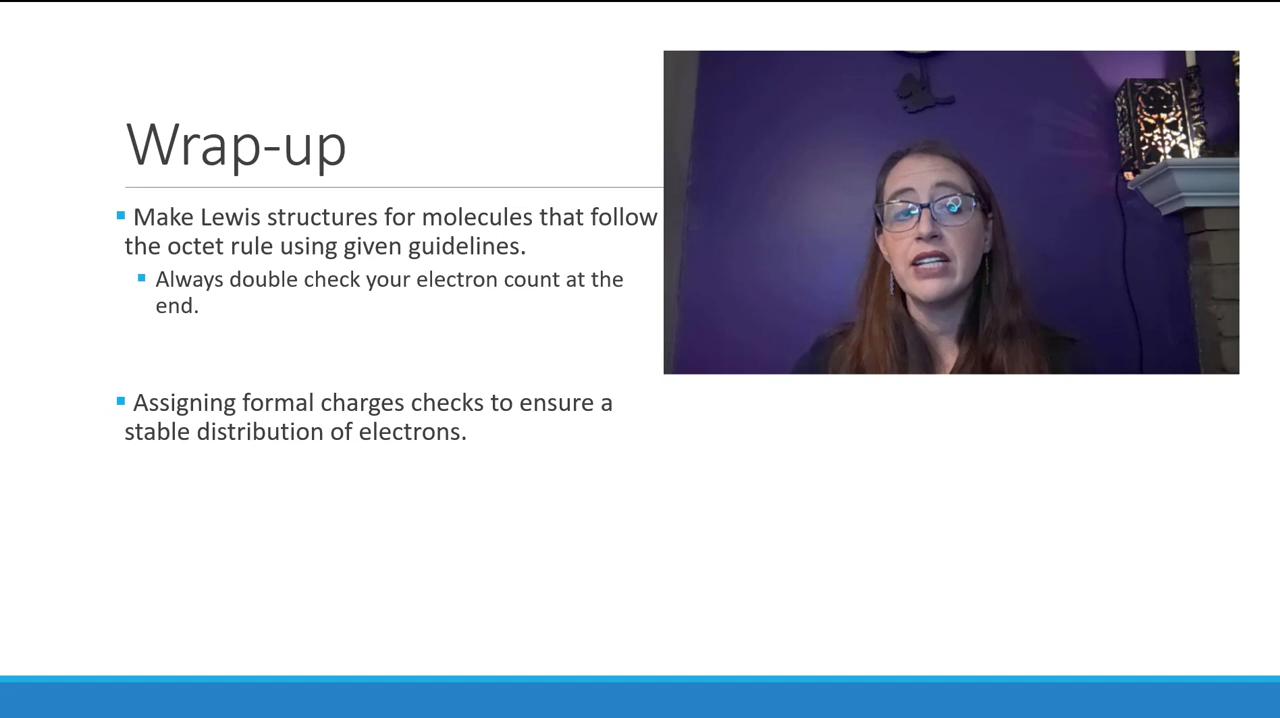 Wrap-up
Make Lewis structures for molecules that follow
the octet rule using given guidelines.
Always double check your electron count at the
end.
Assigning formal charges checks to ensure a
stable distribution of electrons.